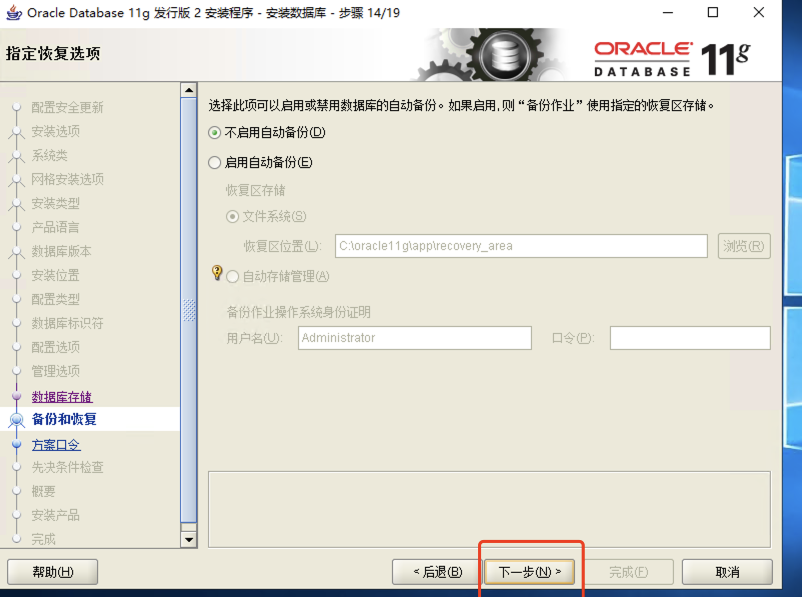 Oracle Database 11g 发行版 2 安装程序 - 安装数据库 - 步骤 14/19
指定恢复选项
ORACLE
DATABASE
11g
配置安全更新
安装选项
系统类
网格安装选项
安装类型
产品语言
数据库版本
安装位置
配置类型
数据库标识符
配置选项
管理选项
数据库存储
备份和恢复
方案口令
先决条件检查
概要
安装产品
完成
选择此项可以启用或禁用数据库的自动备份。如果启用,则“备份作业”使用指定的恢复区存储。
不启用自动备份(D)
启用自动备份(E)
恢复区存储
文件系统(S)
恢复区位置(L): C:\oracle11g\app\recovery_area 浏览(R)
自动存储管理(A)
备份作业操作系统身份证明
用户名(U): Administrator 口令(P):
帮助(H) < 后退(B) 下一步(N) > 完成(F) 取消